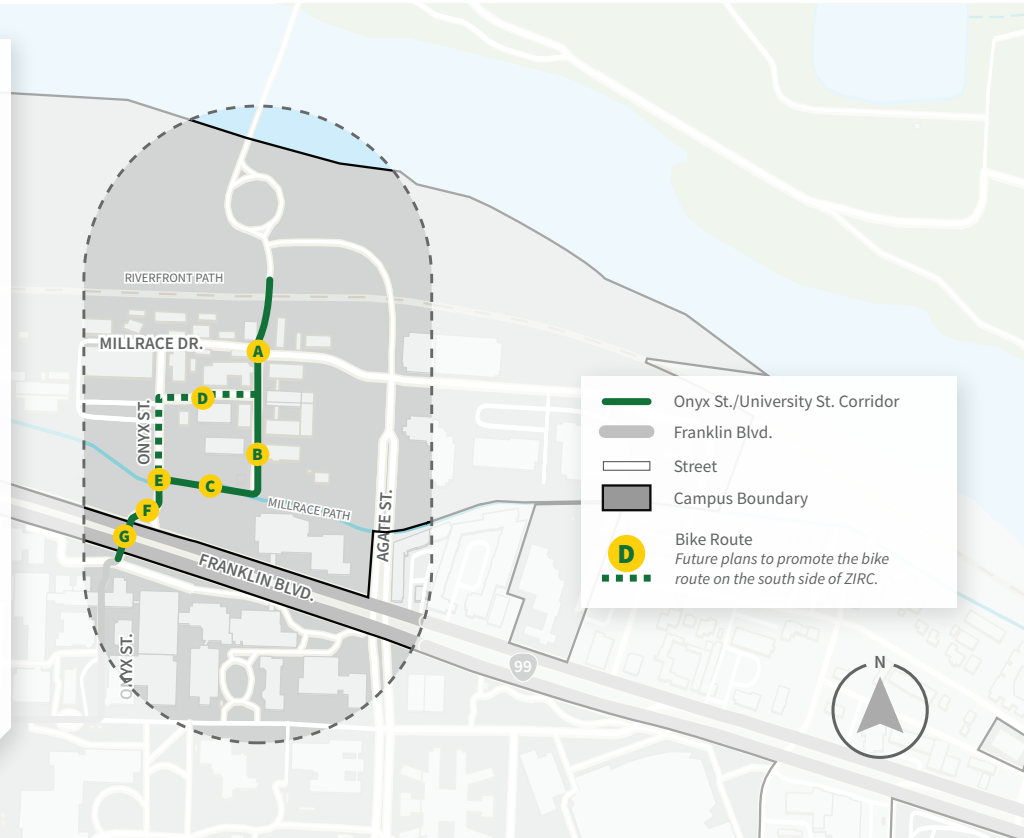 RIVERFRONT PATH
MILLRACE DR.
A
D
ONYX ST.
B
E
C
F
MILLRACE PATH
G
AGATE ST.
FRANKLIN BLVD.
ONYX ST.
99
Onyx St./University St. Corridor
Franklin Blvd.
Street
Campus Boundary
D
Bike Route
Future plans to promote the bike
route on the south side of ZIRC.
N